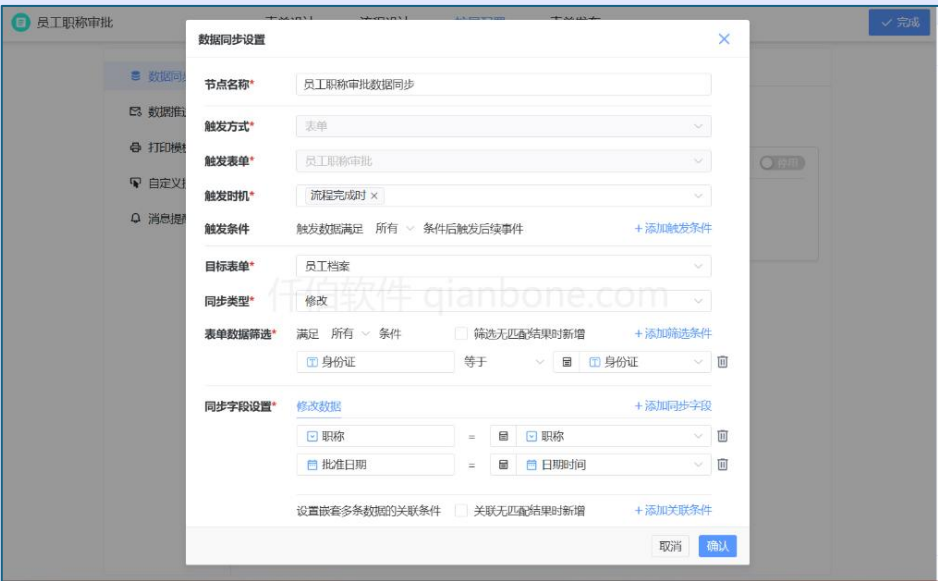 员工职称审批
完成
数据同步设置
数据同
节点名称* 员工职称审批数据同步
数据推
触发方式* 表单
打印模
触发表单* 员工职称审批
停用
自定义
触发时机* 流程完成时 ×
消息提醒
触发条件 触发数据满足 所有 条件后触发后续事件 +添加触发条件
目标表单* 员工档案
仟伯软件 qianbone.com
同步类型* 修改
表单数据筛选* 满足 所有 条件 筛选无匹配结果时新增 +添加筛选条件
身份证 等于 身份证
同步字段设置* 修改数据 +添加同步字段
职称 = 职称
批准日期 = 日期时间
设置嵌套多条数据的关联条件 关联无匹配结果时新增 +添加关联条件
取消 确认